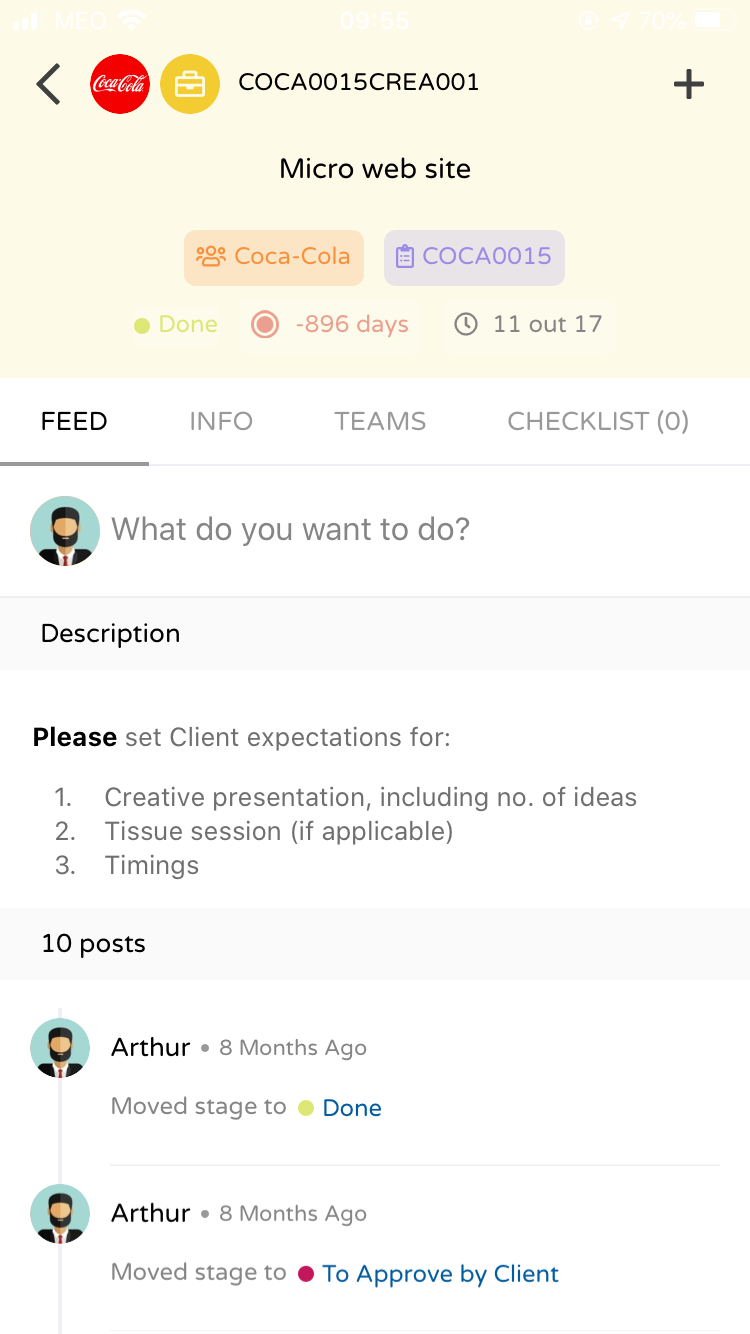 MEO 09:55 70%
Coca-Cola COCA0015CREA001
Micro web site
Coca-Cola COCA0015
Done -896 days 11 out 17
FEED INFO TEAMS CHECKLIST (0)
What do you want to do?
Description
Please set Client expectations for:
1. Creative presentation, including no. of ideas
2. Tissue session (if applicable)
3. Timings
10 posts
Arthur • 8 Months Ago
Moved stage to Done
Arthur • 8 Months Ago
Moved stage to To Approve by Client